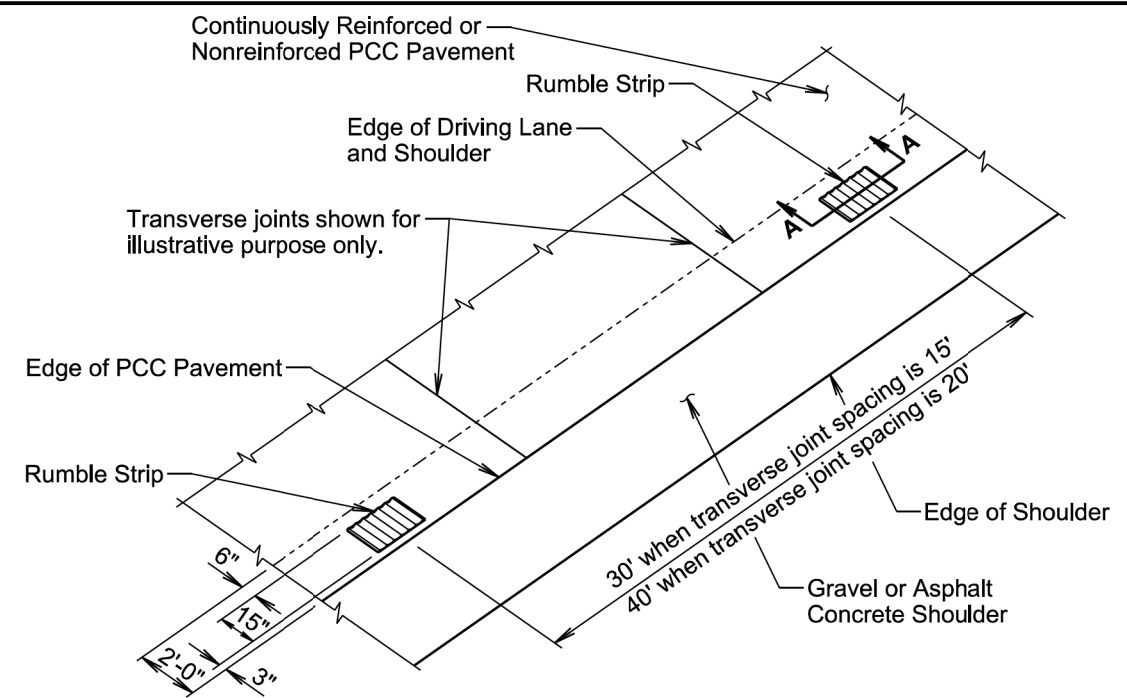 Continuously Reinforced or
Nonreinforced PCC Pavement
Rumble Strip
Edge of Driving Lane
and Shoulder
A
A
Transverse joints shown for
illustrative purpose only.
Edge of PCC Pavement
30' when transverse joint spacing is 15'
40' when transverse joint spacing is 20'
Rumble Strip
Edge of Shoulder
6"
15"
2'-0"
3"
Gravel or Asphalt
Concrete Shoulder